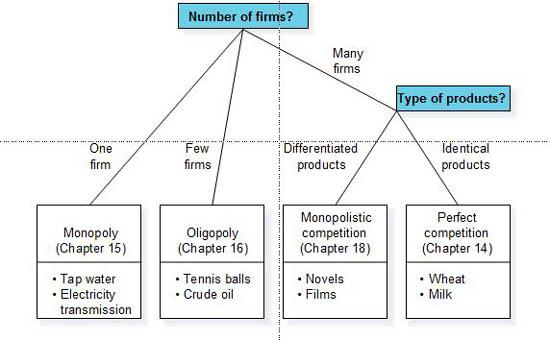 Number of firms?
Many
firms
Type of products?
One
firm
Few
firms
Differentiated
products
Identical
products
Monopoly
(Chapter 15)
• Tap water
• Electricity
transmission
Oligopoly
(Chapter 16)
• Tennis balls
• Crude oil
Monopolistic
competition
(Chapter 18)
• Novels
• Films
Perfect
competition
(Chapter 14)
• Wheat
• Milk